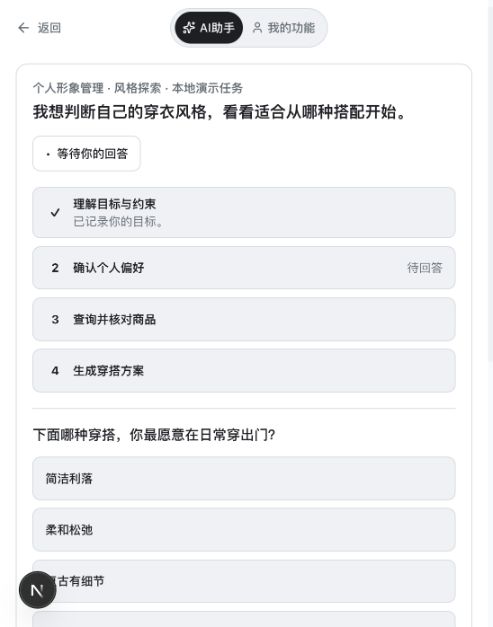 返回
AI助手
我的功能
个人形象管理·风格探索·本地演示任务
我想判断自己的穿衣风格，看看适合从哪种搭配开始。
· 等待你的回答
理解目标与约束
已记录你的目标。
2 确认个人偏好 待回答
3 查询并核对商品
4 生成穿搭方案
下面哪种穿搭，你最愿意在日常穿出门?
简洁利落
柔和松弛
古有细节
N